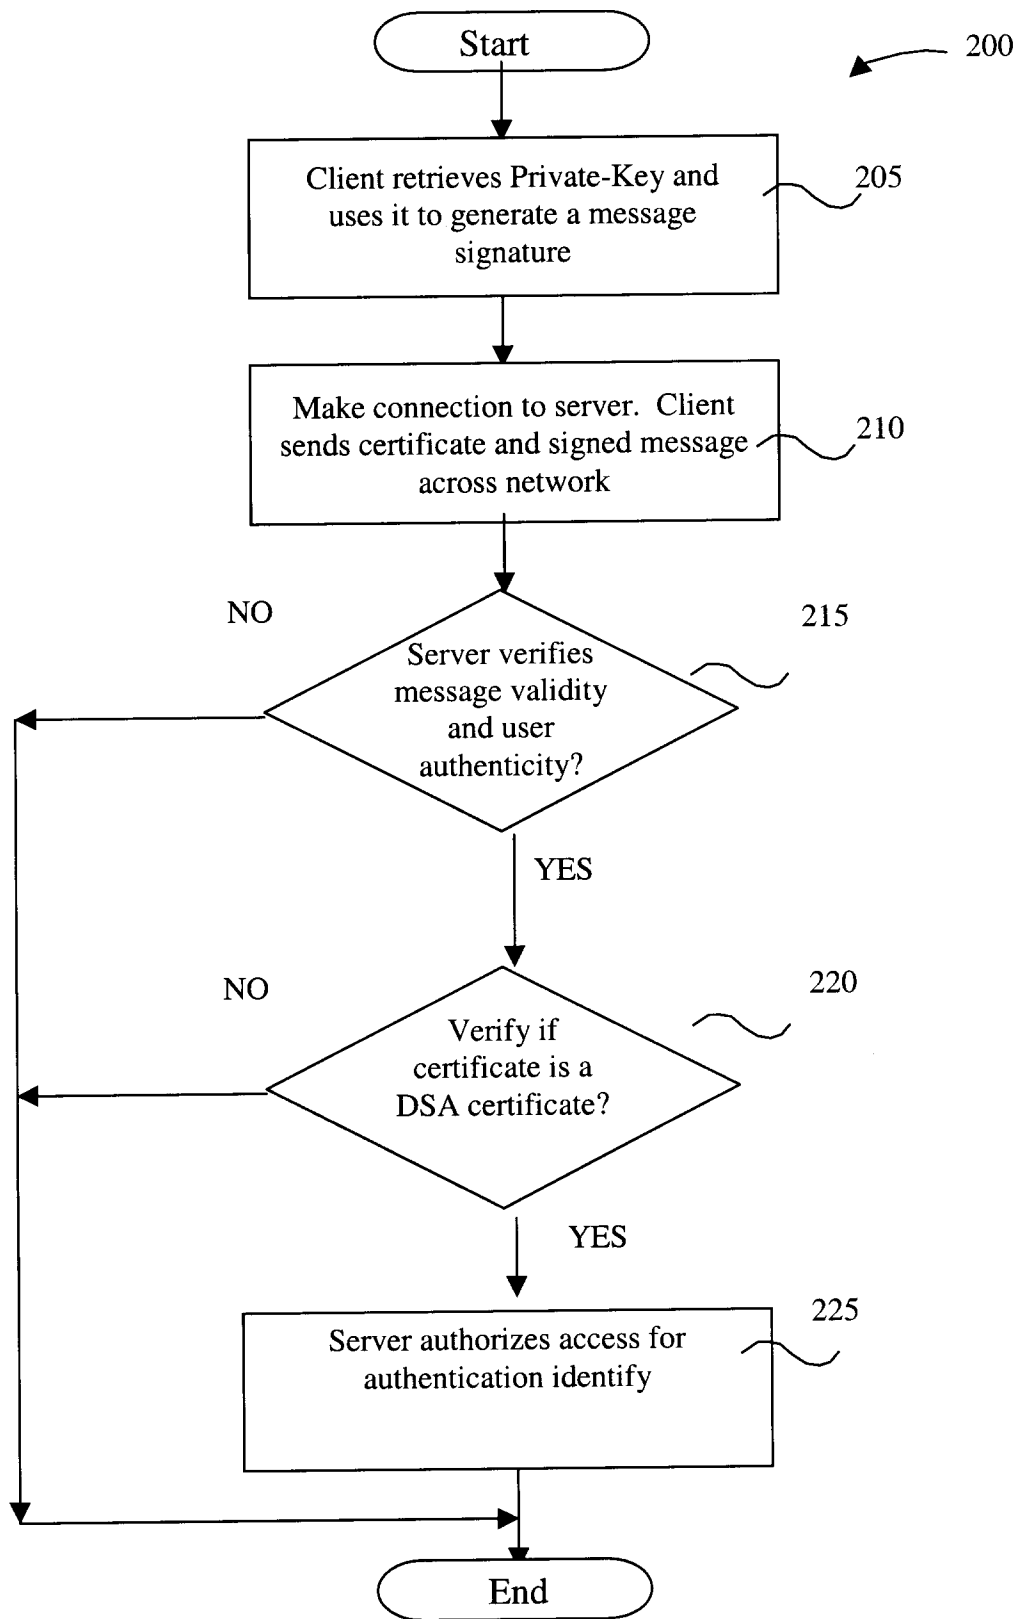 Start
200
Client retrieves Private-Key and
uses it to generate a message
signature
205
Make connection to server.  Client
sends certificate and signed message
across network
210
NO
215
Server verifies
message validity
and user
authenticity?
YES
NO
220
Verify if
certificate is a
DSA certificate?
YES
225
Server authorizes access for
authentication identify
End